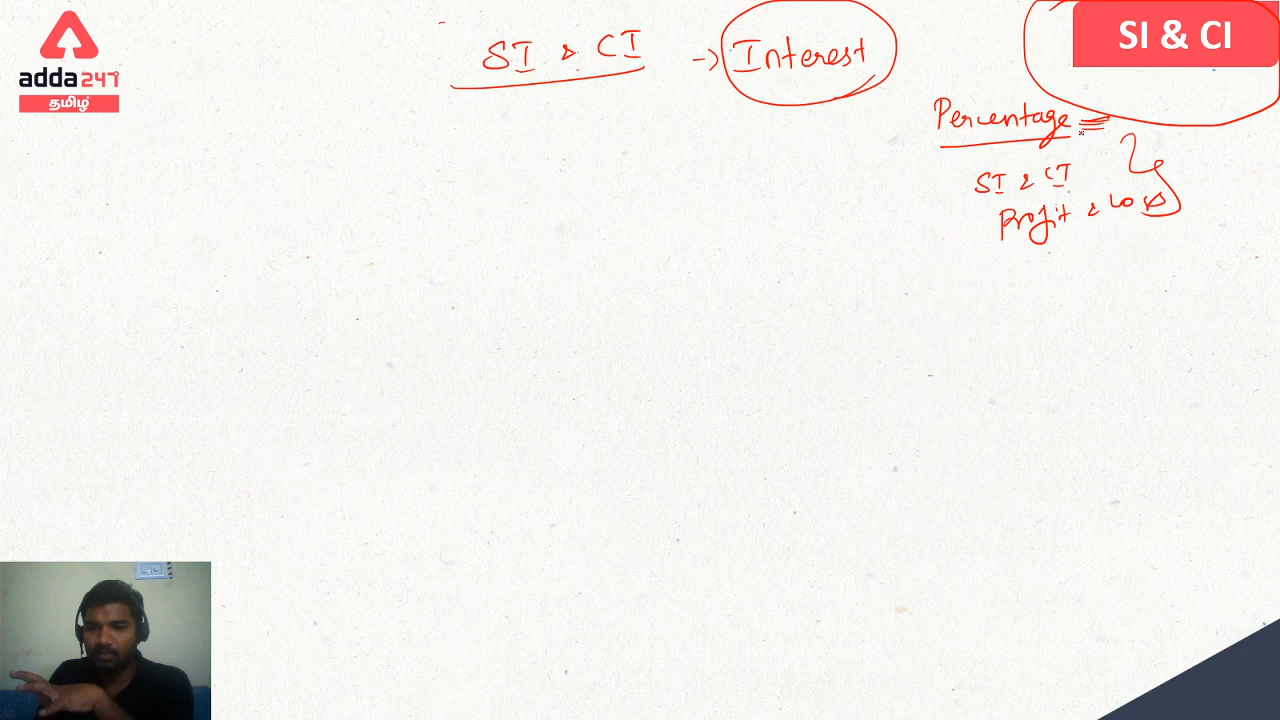 adda247
தமிழ்
SI & CI → Interest
SI & CI
Percentage
SI & CI
Profit & Loss